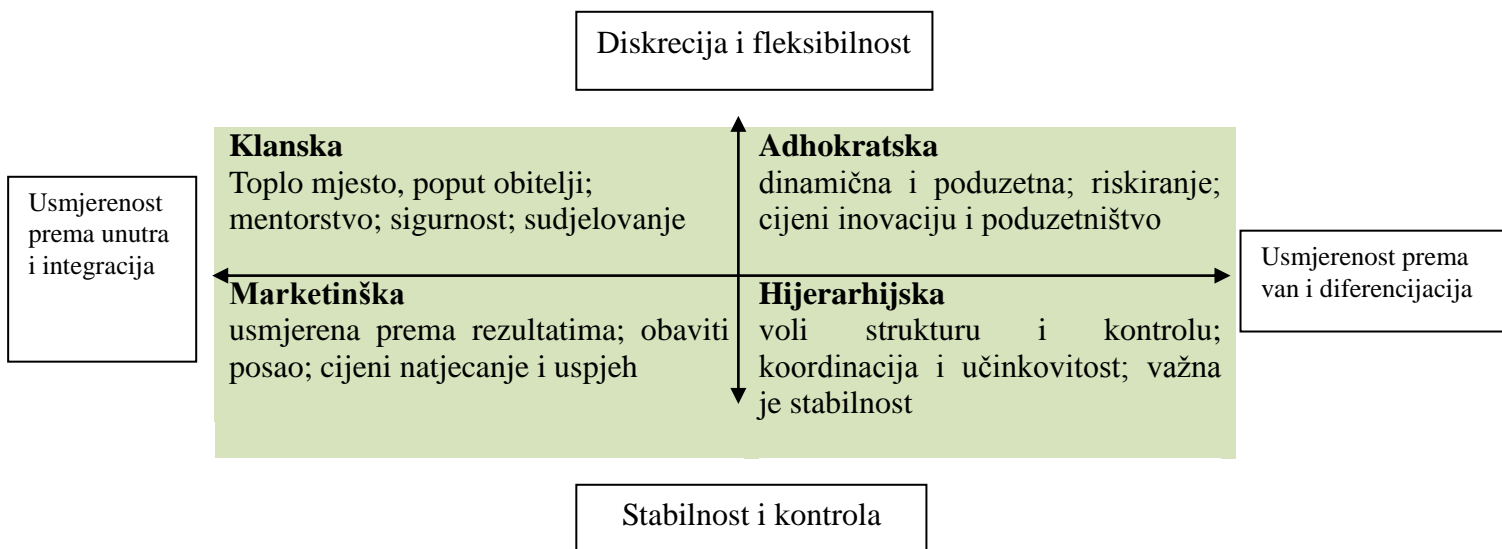 Diskrecija i fleksibilnost
Klanska
Toplo mjesto, poput obitelji;
mentorstvo; sigurnost; sudjelovanje
Adhokratska
dinamična i poduzetna; riskiranje;
cijeni inovaciju i poduzetništvo
Usmjerenost
prema unutra
i integracija
Usmjerenost prema
van i diferencijacija
Marketinška
usmjerena prema rezultatima; obaviti
posao; cijeni natjecanje i uspjeh
Hijerarhijska
voli strukturu i kontrolu;
koordinacija i učinkovitost; važna
je stabilnost
Stabilnost i kontrola